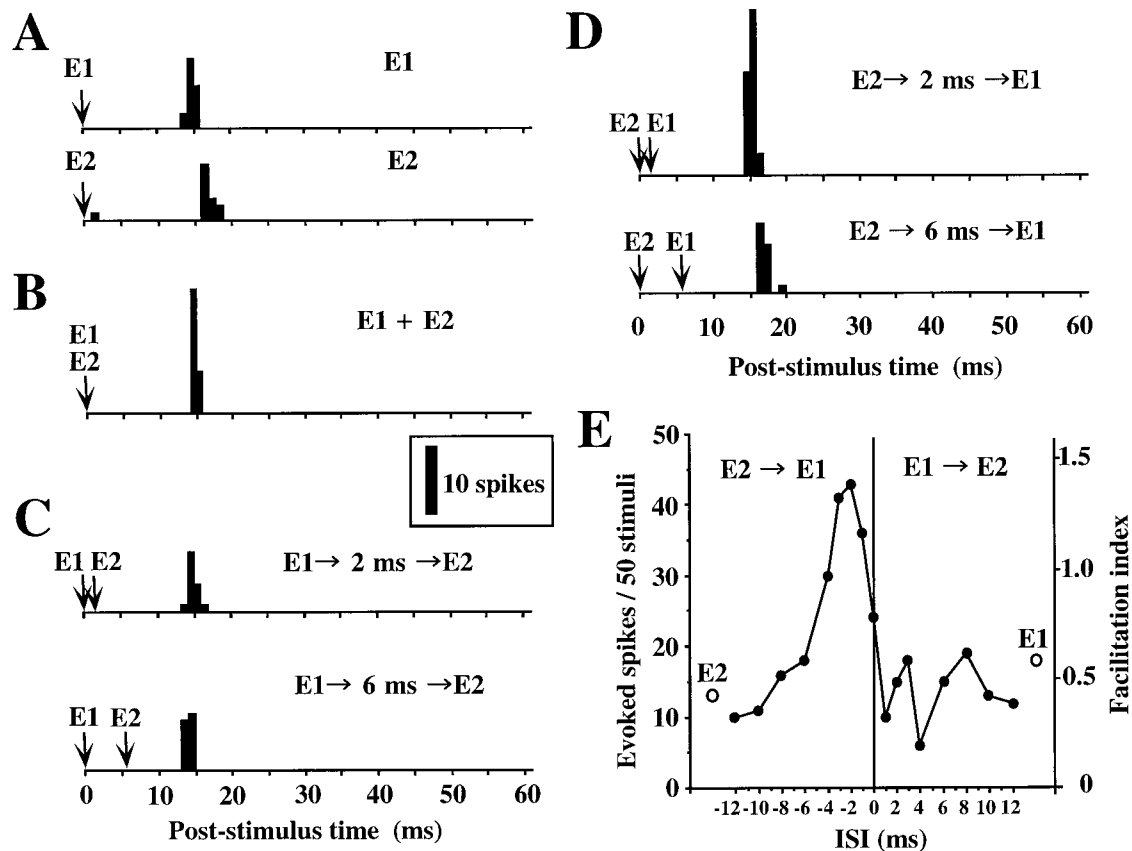 A
E1
E1
E2
E2
B
E1
E2
E1 + E2
10 spikes
C
E1 E2
E1→ 2 ms →E2
E1 E2
E1→ 6 ms →E2
0 10 20 30 40 50 60
Post-stimulus time (ms)
D
E2→ 2 ms →E1
E2 E1
E2 → 6 ms →E1
E2 E1
0 10 20 30 40 50 60
Post-stimulus time (ms)
E
E2 → E1
E1 → E2
50
40
30
20
10
0
Evoked spikes / 50 stimuli
E2
E1
1.5
1.0
0.5
0
Facilitation index
-12 -10 -8 -6 -4 -2 0 2 4 6 8 10 12
ISI (ms)